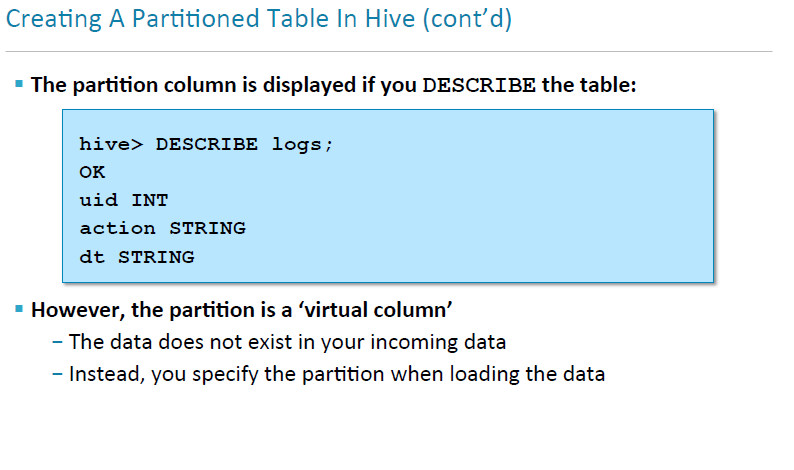 Creating A Partitioned Table In Hive (cont’d)
▪ The partition column is displayed if you DESCRIBE the table:
hive> DESCRIBE logs;
OK
uid INT
action STRING
dt STRING
▪ However, the partition is a ‘virtual column’
– The data does not exist in your incoming data
– Instead, you specify the partition when loading the data